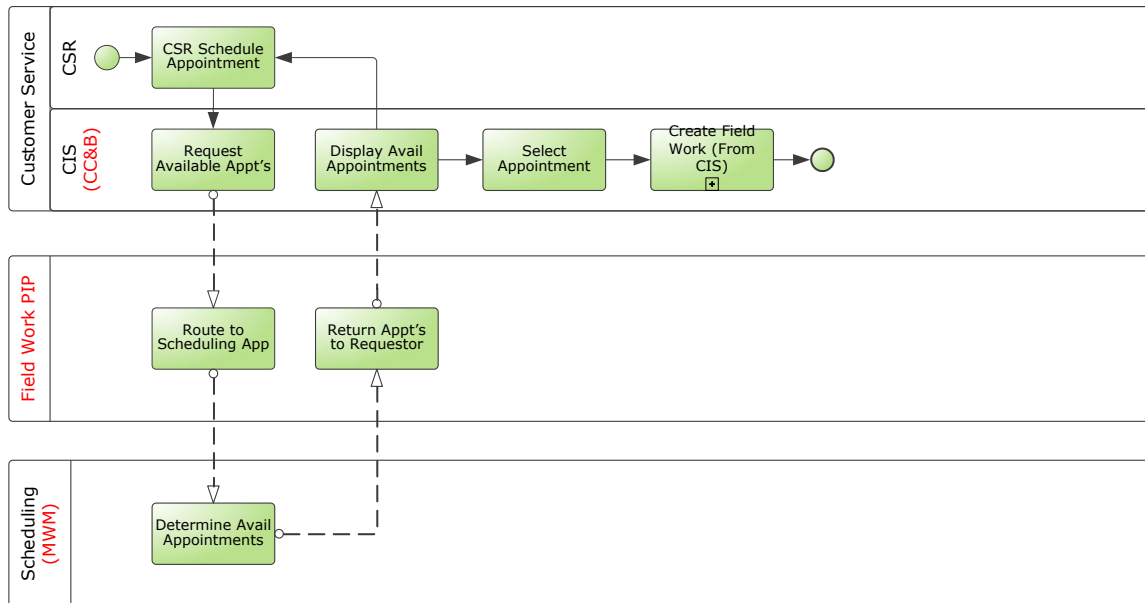 Customer Service
CSR
CSR Schedule
Appointment
CIS
(CC&B)
Request
Available Appt's
Display Avail
Appointments
Select
Appointment
Create Field
Work (From
CIS)
Field Work PIP
Route to
Scheduling App
Return Appt's
to Requestor
Scheduling
(MWM)
Determine Avail
Appointments